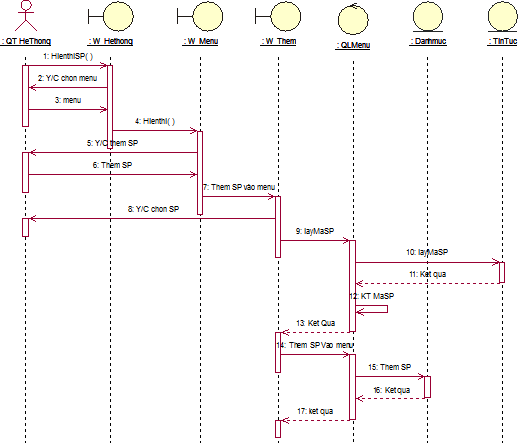 : QT HeThong
: W_Hethong
: W_Menu
: W_Them
: QLMenu
: Danhmuc
: TinTuc
1: HienthiSP( )
2: Y/C chon menu
3: menu
4: Hienthi( )
5: Y/C them SP
6: Them SP
7: Them SP vào menu
8: Y/C chon SP
9: layMaSP
10: layMaSP
11: Ket qua
12: KT MaSP
13: Ket Qua
14: Them SP Vao menu
15: Them SP
16: Ket qua
17: ket qua